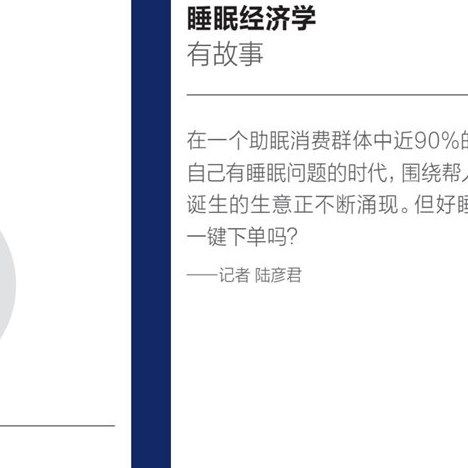 睡眠经济学
有故事
在一个助眠消费群体中近90%的
自己有睡眠问题的时代，围绕帮人
诞生的生意正不断涌现。但好睡
一键下单吗？
——记者 陆彦君